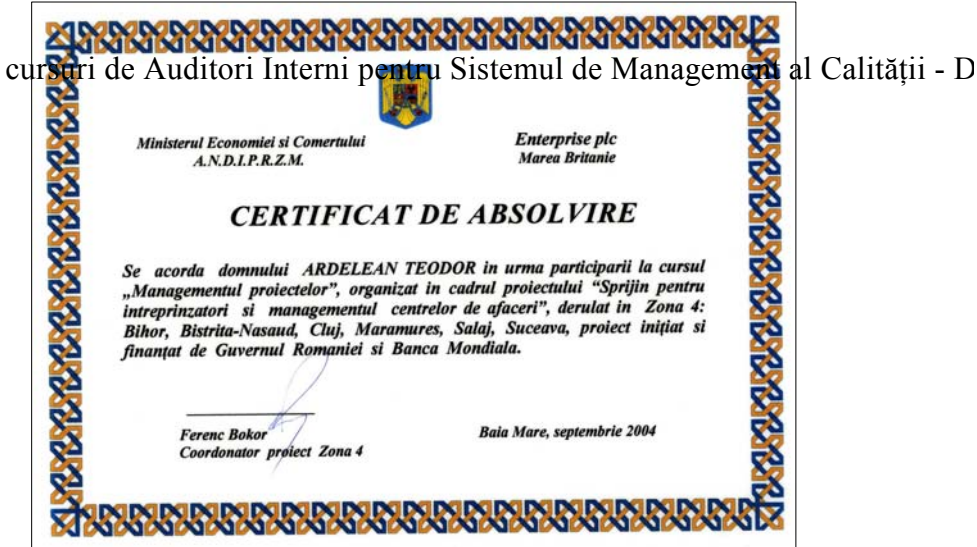 cursuri de Auditori Interni pentru Sistemul de Management al Calității - D
Ministerul Economiei si Comertului
A.N.D.I.P.R.Z.M.
Enterprise plc
Marea Britanie
CERTIFICAT DE ABSOLVIRE
Se acorda domnului ARDELEAN TEODOR in urma participarii la cursul
„Managementul proiectelor”, organizat in cadrul proiectului “Sprijin pentru
intreprinzatori si managementul centrelor de afaceri”, derulat in Zona 4:
Bihor, Bistrita-Nasaud, Cluj, Maramures, Salaj, Suceava, proiect inițiat si
finanțat de Guvernul Romaniei si Banca Mondiala.
Ferenc Bokor
Coordonator proiect Zona 4
Baia Mare, septembrie 2004